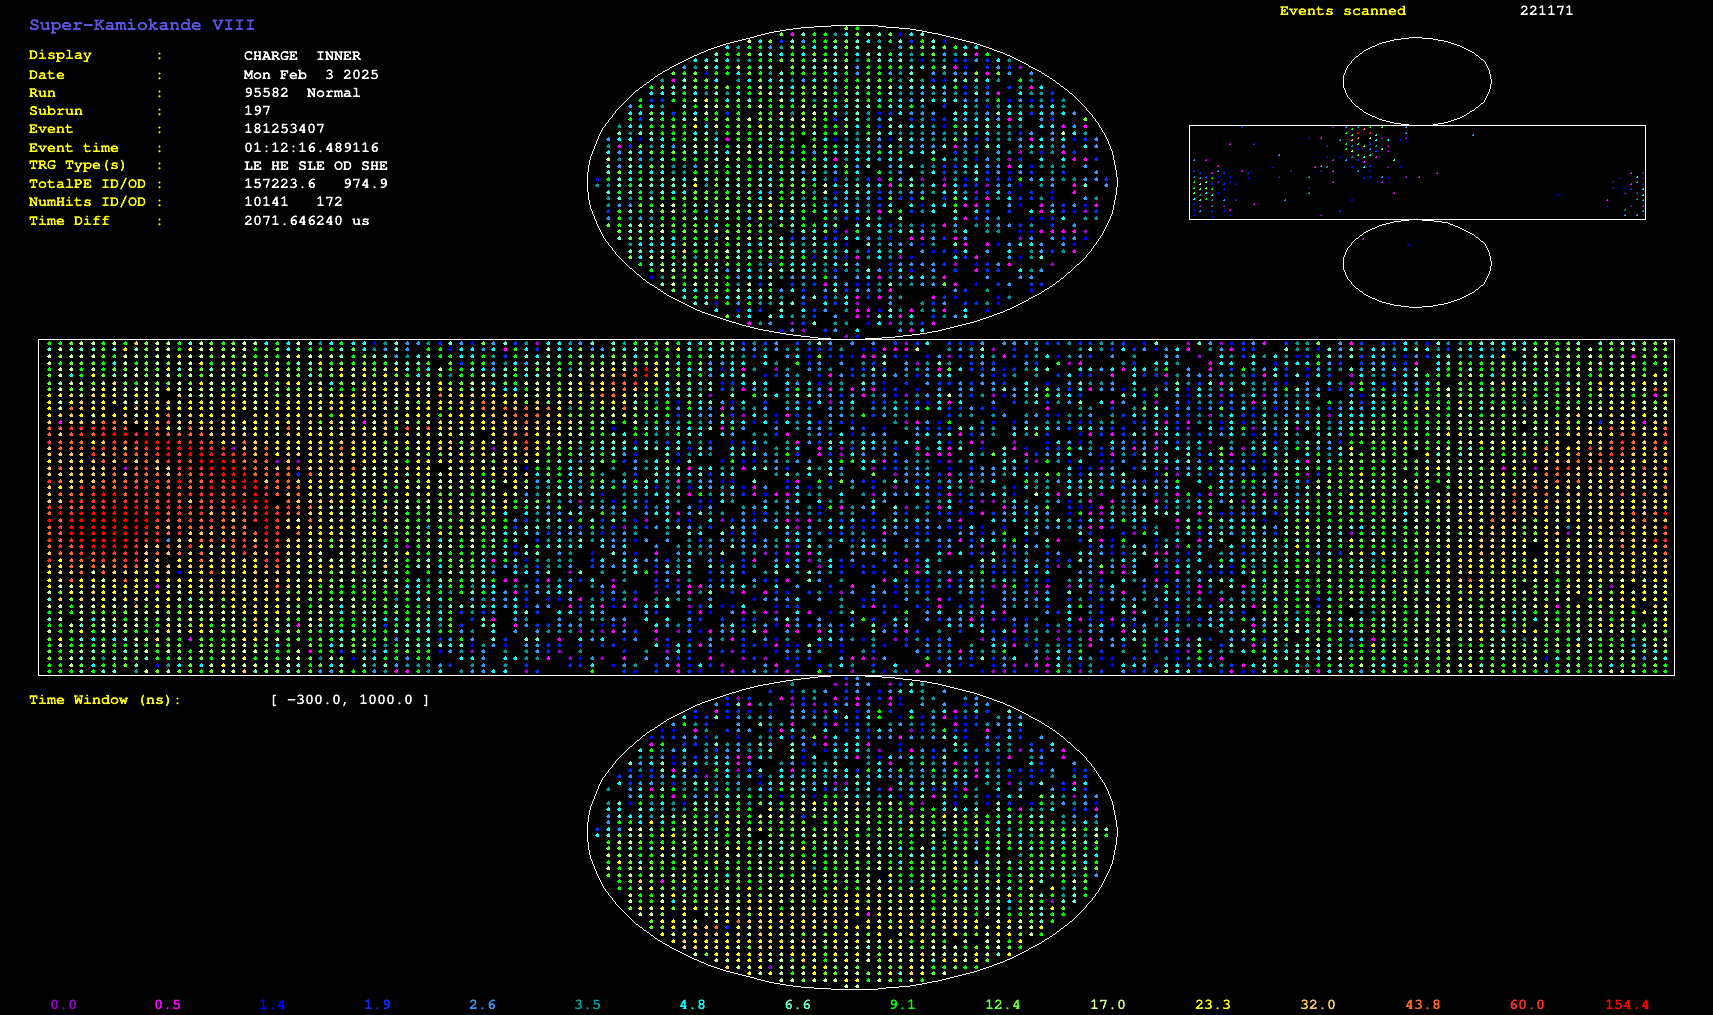 Super-Kamiokande VIII
Events scanned 221171
Display : CHARGE INNER
Date : Mon Feb 3 2025
Run : 95582 Normal
Subrun : 197
Event : 181253407
Event time : 01:12:16.489116
TRG Type(s) : LE HE SLE OD SHE
TotalPE ID/OD : 157223.6 974.9
NumHits ID/OD : 10141 172
Time Diff : 2071.646240 us
Time Window (ns): [ -300.0, 1000.0 ]
0.0 0.5 1.4 1.9 2.6 3.5 4.8 6.6 9.1 12.4 17.0 23.3 32.0 43.8 60.0 154.4